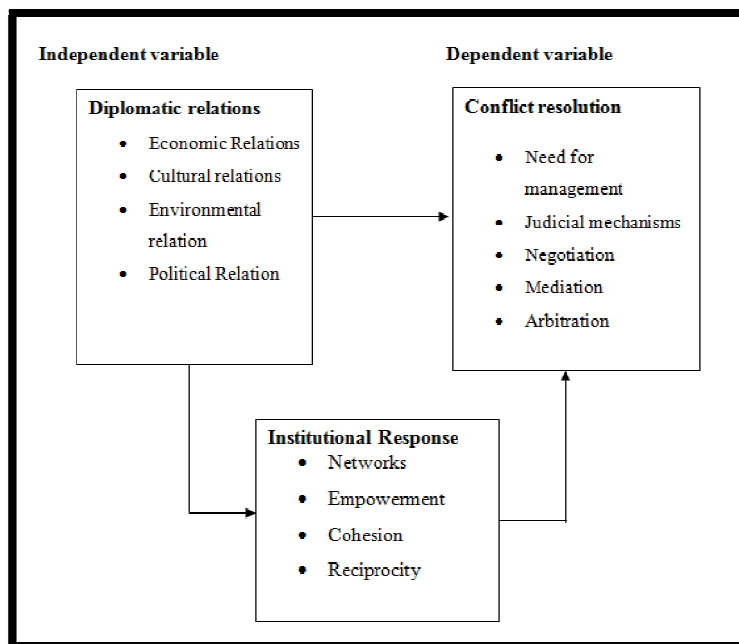 Independent variable
Dependent variable
Diplomatic relations
• Economic Relations
• Cultural relations
• Environmental
relation
• Political Relation
Conflict resolution
• Need for
management
• Judicial mechanisms
• Negotiation
• Mediation
• Arbitration
Institutional Response
• Networks
• Empowerment
• Cohesion
• Reciprocity